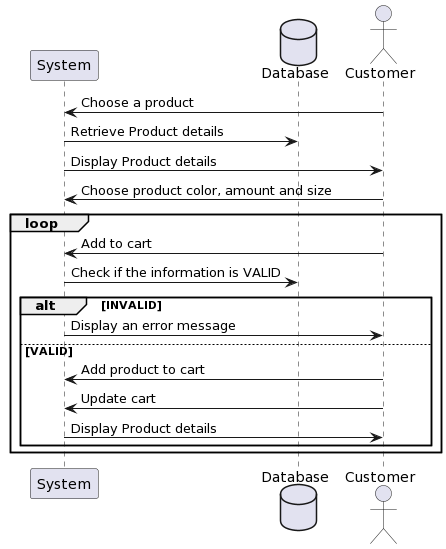 System
Database
Customer
Choose a product
Retrieve Product details
Display Product details
Choose product color, amount and size
loop
Add to cart
Check if the information is VALID
alt [INVALID]
Display an error message
[VALID]
Add product to cart
Update cart
Display Product details
System
Database
Customer